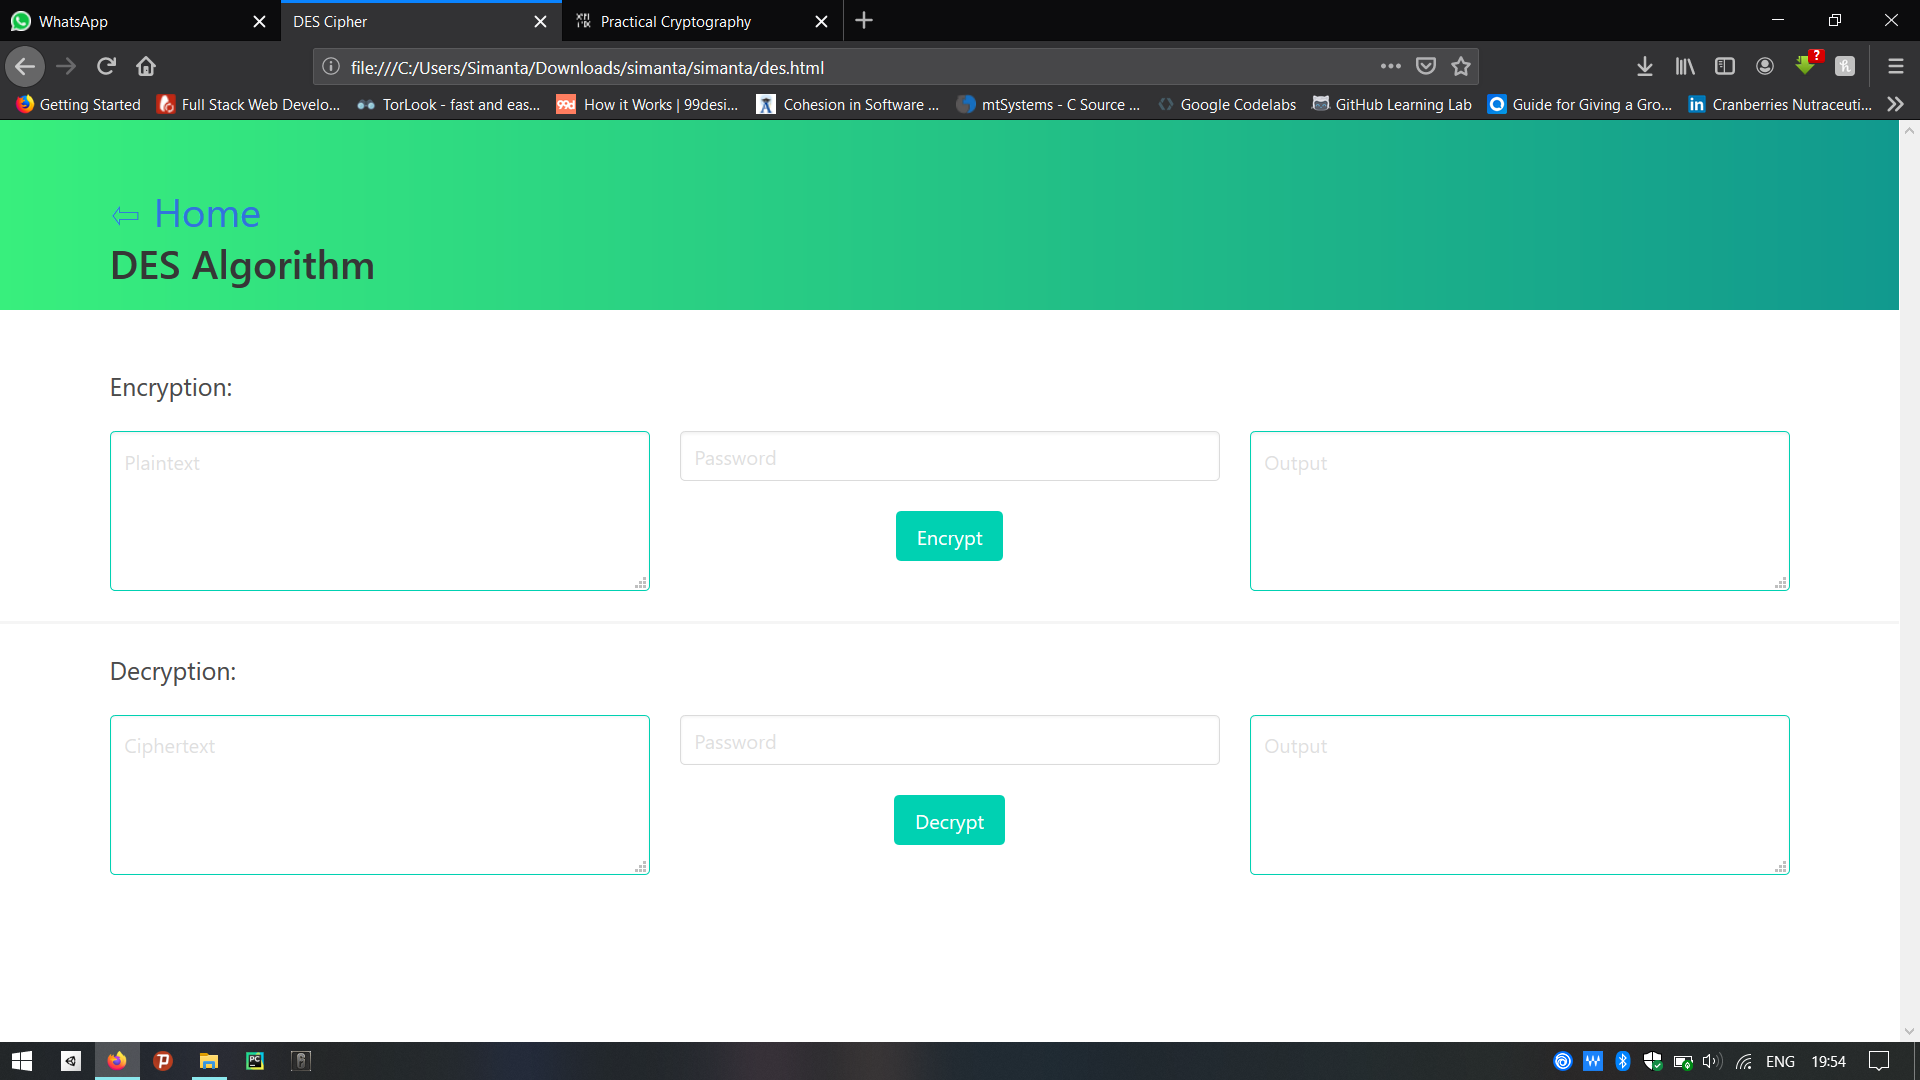 WhatsApp
DES Cipher
Practical Cryptography
file:///C:/Users/Simanta/Downloads/simanta/simanta/des.html
?
Getting Started
Full Stack Web Develo...
TorLook - fast and eas...
99d How it Works | 99desi...
Cohesion in Software ...
mtSystems - C Source ...
Google Codelabs
GitHub Learning Lab
Guide for Giving a Gro...
in Cranberries Nutraceuti...
⇦ Home
DES Algorithm
Encryption:
Plaintext
Password
Output
Encrypt
Decryption:
Ciphertext
Password
Output
Decrypt
PC
ENG
19:54